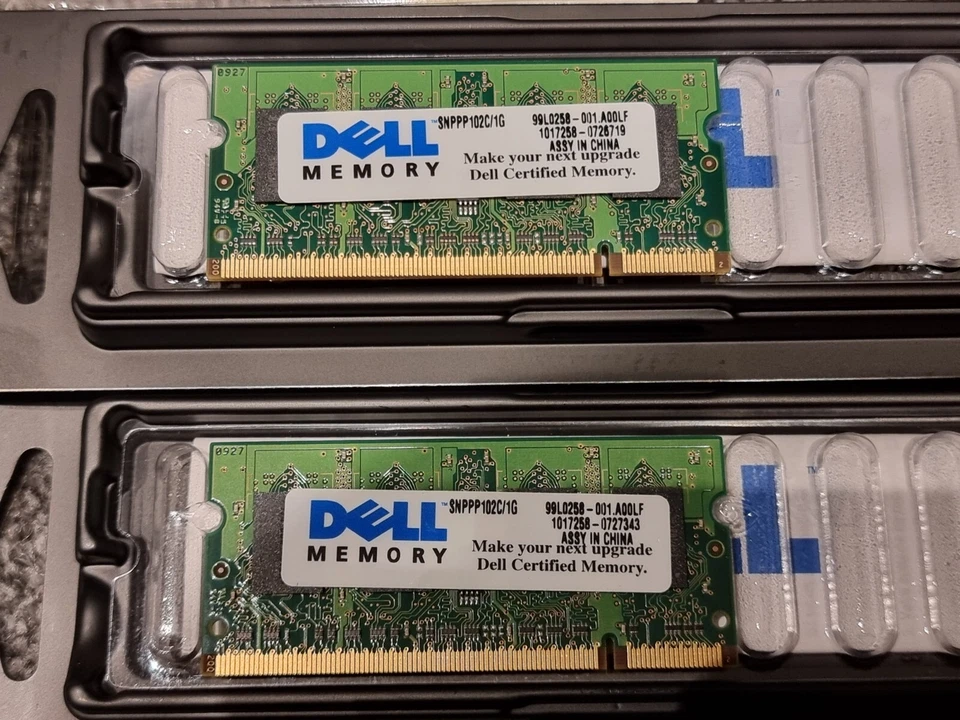 0927
DELL™
MEMORY
SNPPP102C/1G
99L0258-001.A00LF
1017258-0728719
ASSY IN CHINA
Make your next upgrade
Dell Certified Memory.
0927
DELL™
MEMORY
SNPPP102C/1G
99L0258-001.A00LF
1017258-0727343
ASSY IN CHINA
Make your next upgrade
Dell Certified Memory.